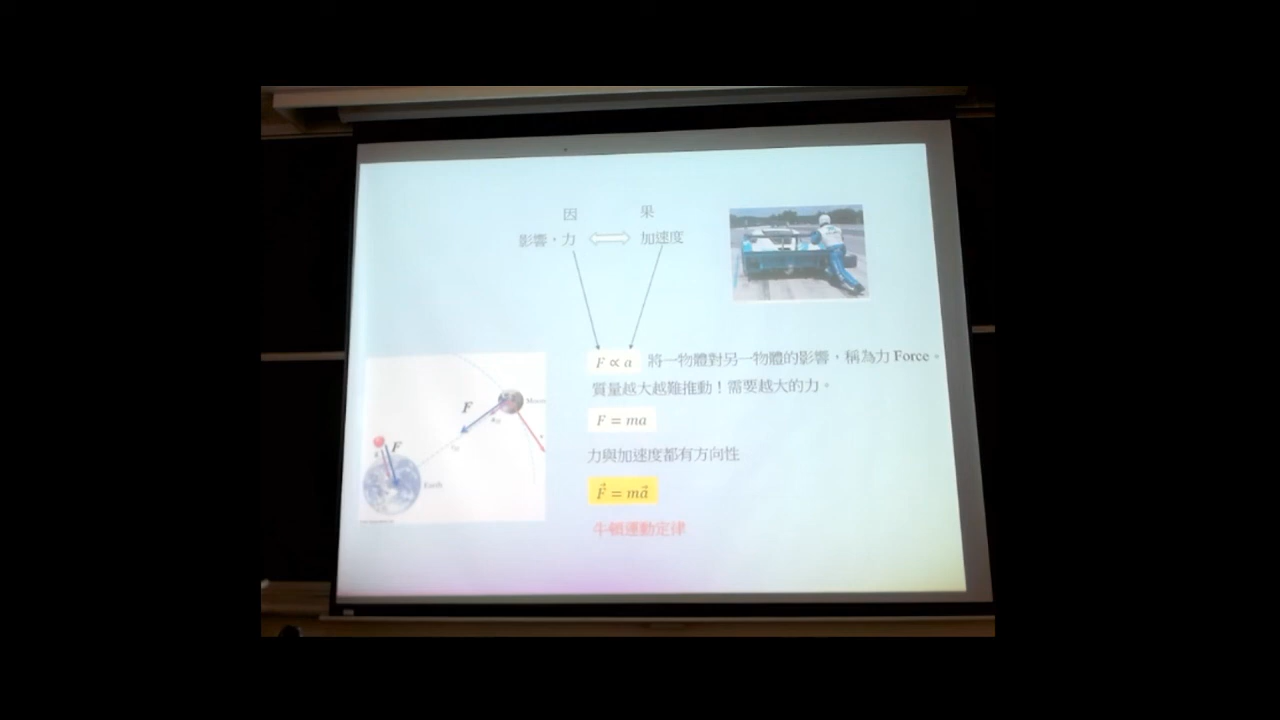 因 果
影響，力 加速度
F ∝ a 將一物體對另一物體的影響，稱為力 Force。
質量越大越難推動！需要越大的力。
F = ma
力與加速度都有方向性
F⃗ = ma⃗
牛頓運動定律
F
Moon
F
Earth